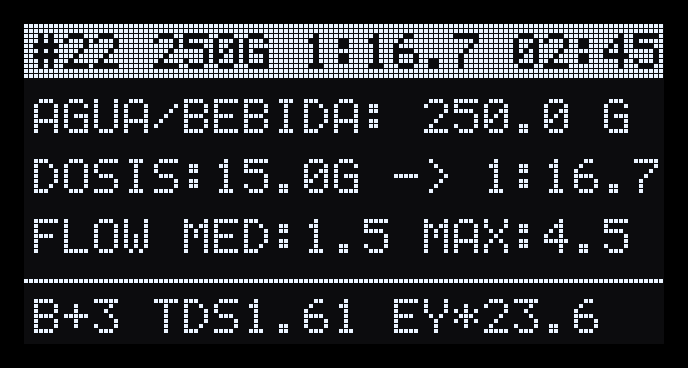 #22 250G 1:16.7 02:45
AGUA/BEBIDA: 250.0 G
DOSIS:15.0G -> 1:16.7
FLOW MED:1.5 MAX:4.5
B+3 TDS1.61 EY*23.6